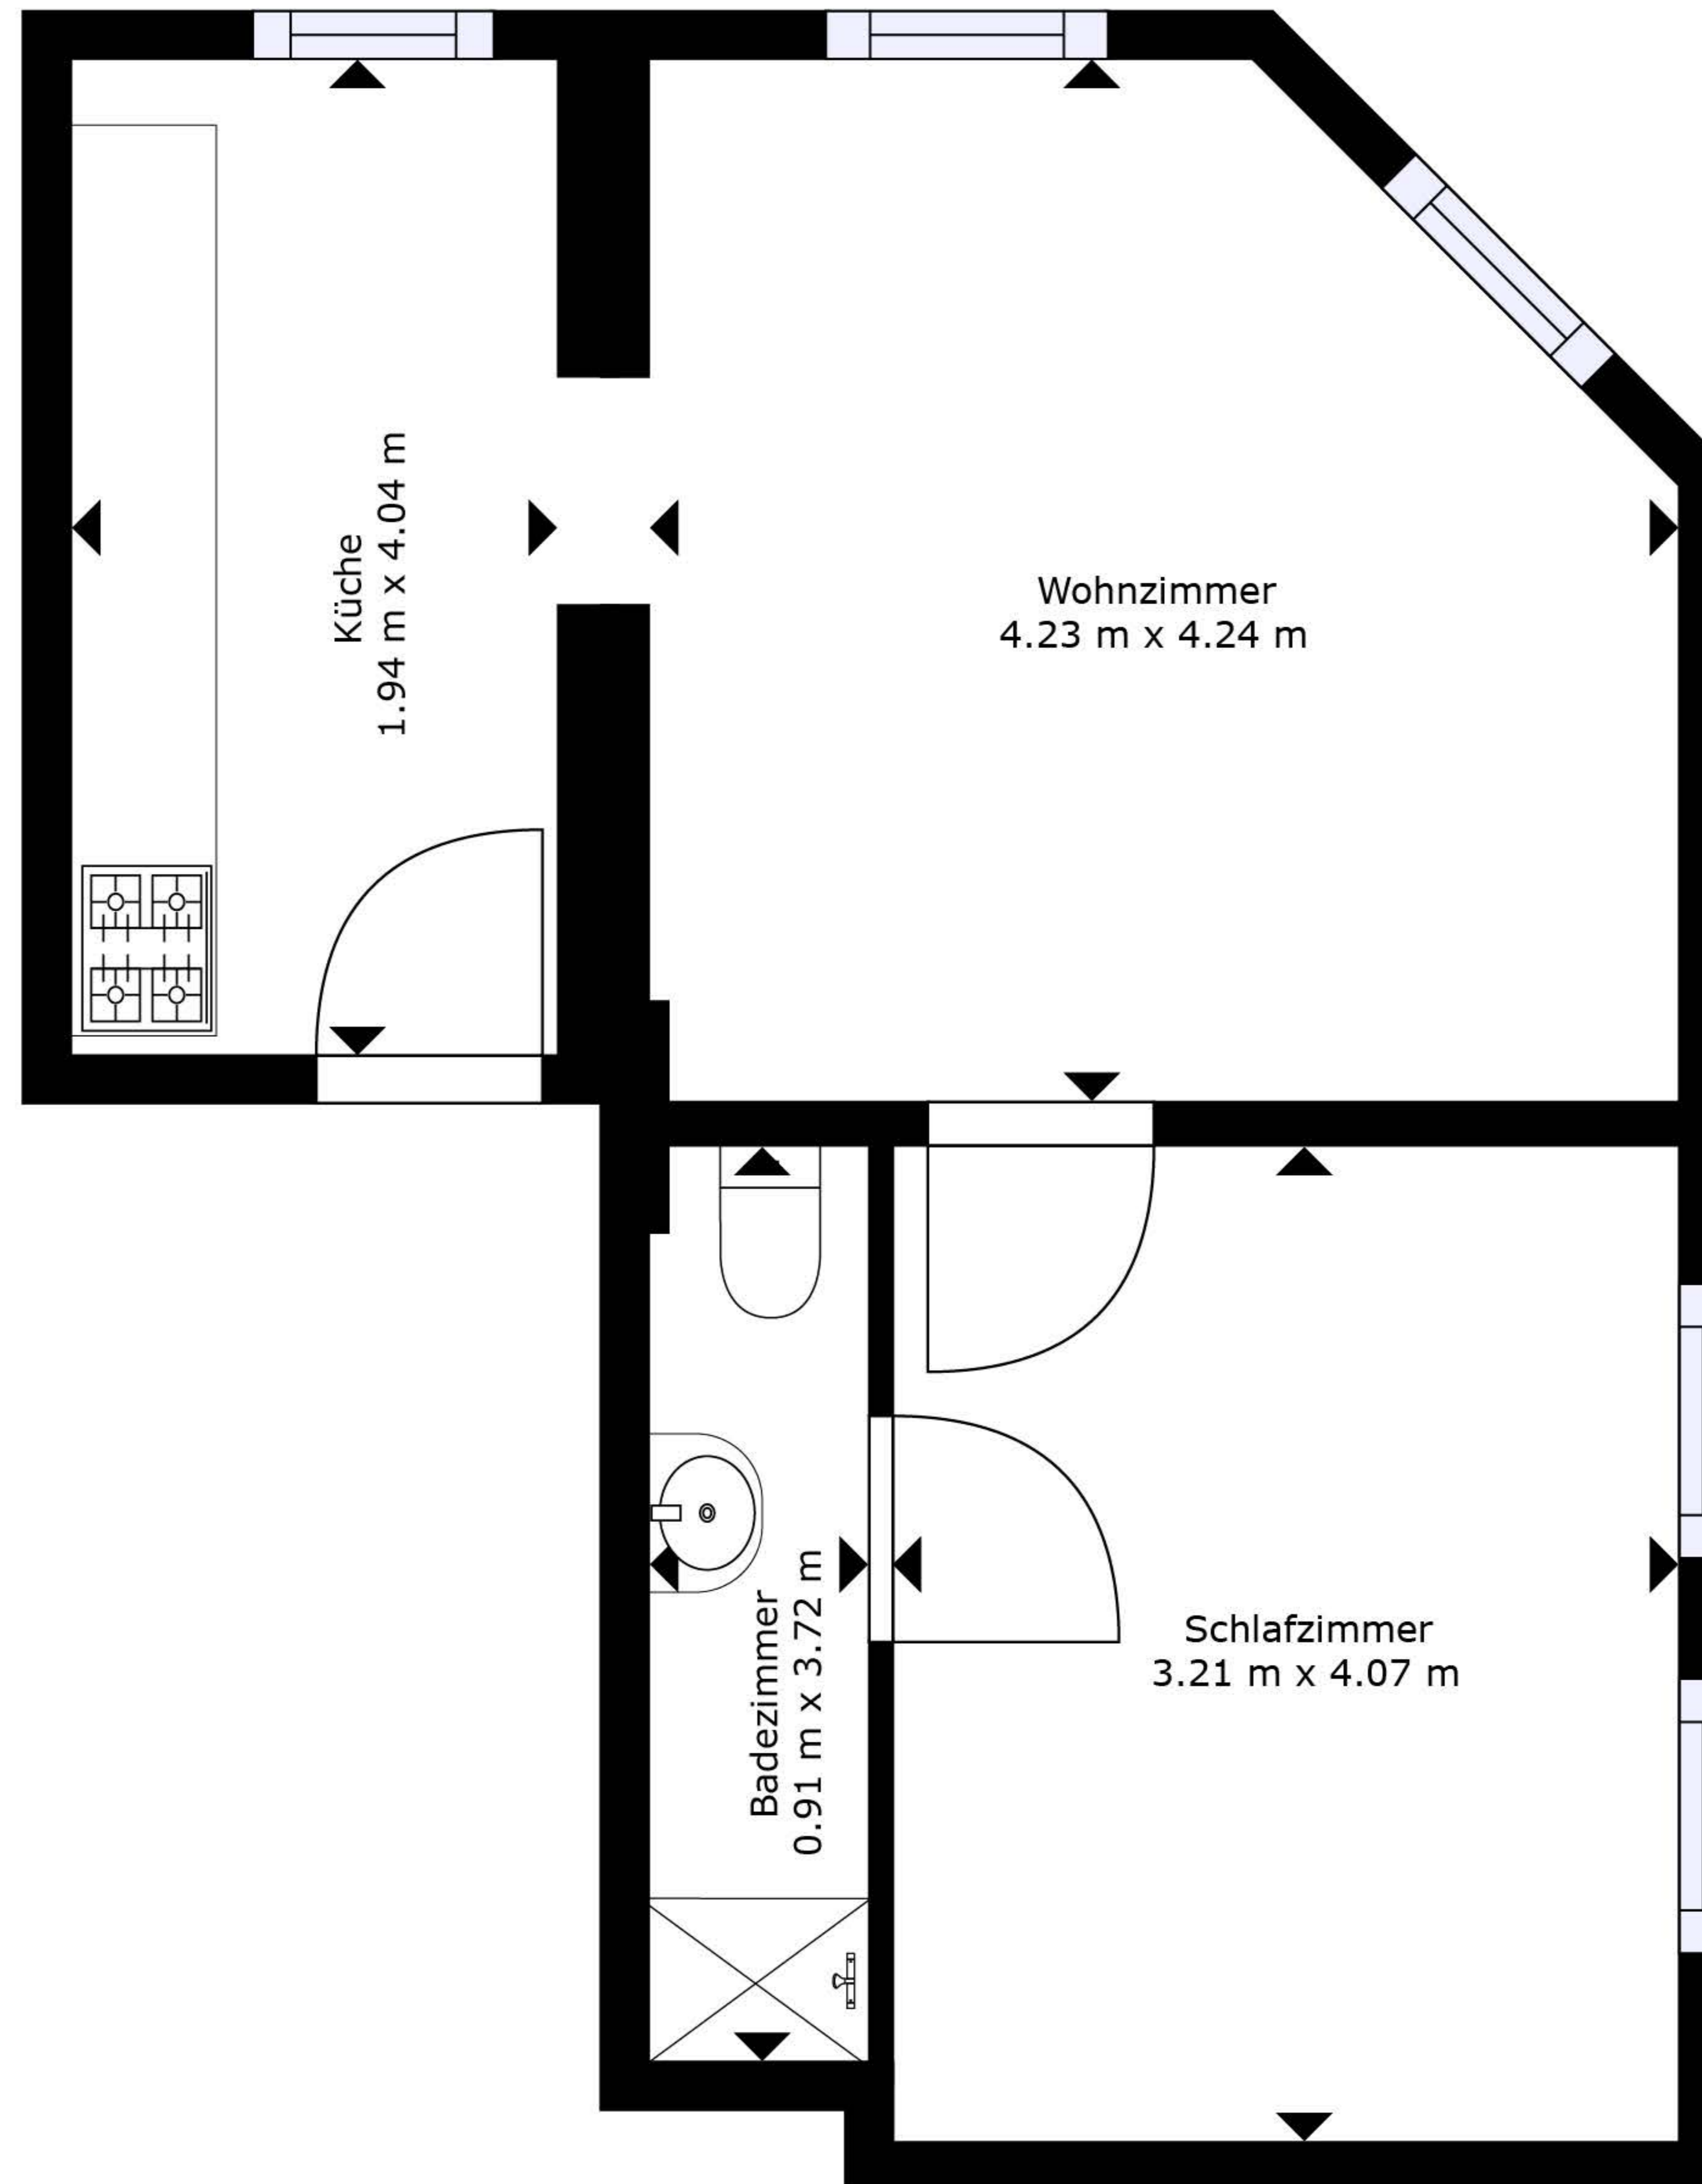 Küche
1.94 m x 4.04 m
Wohnzimmer
4.23 m x 4.24 m
Badezimmer
0.91 m x 3.72 m
Schlafzimmer
3.21 m x 4.07 m